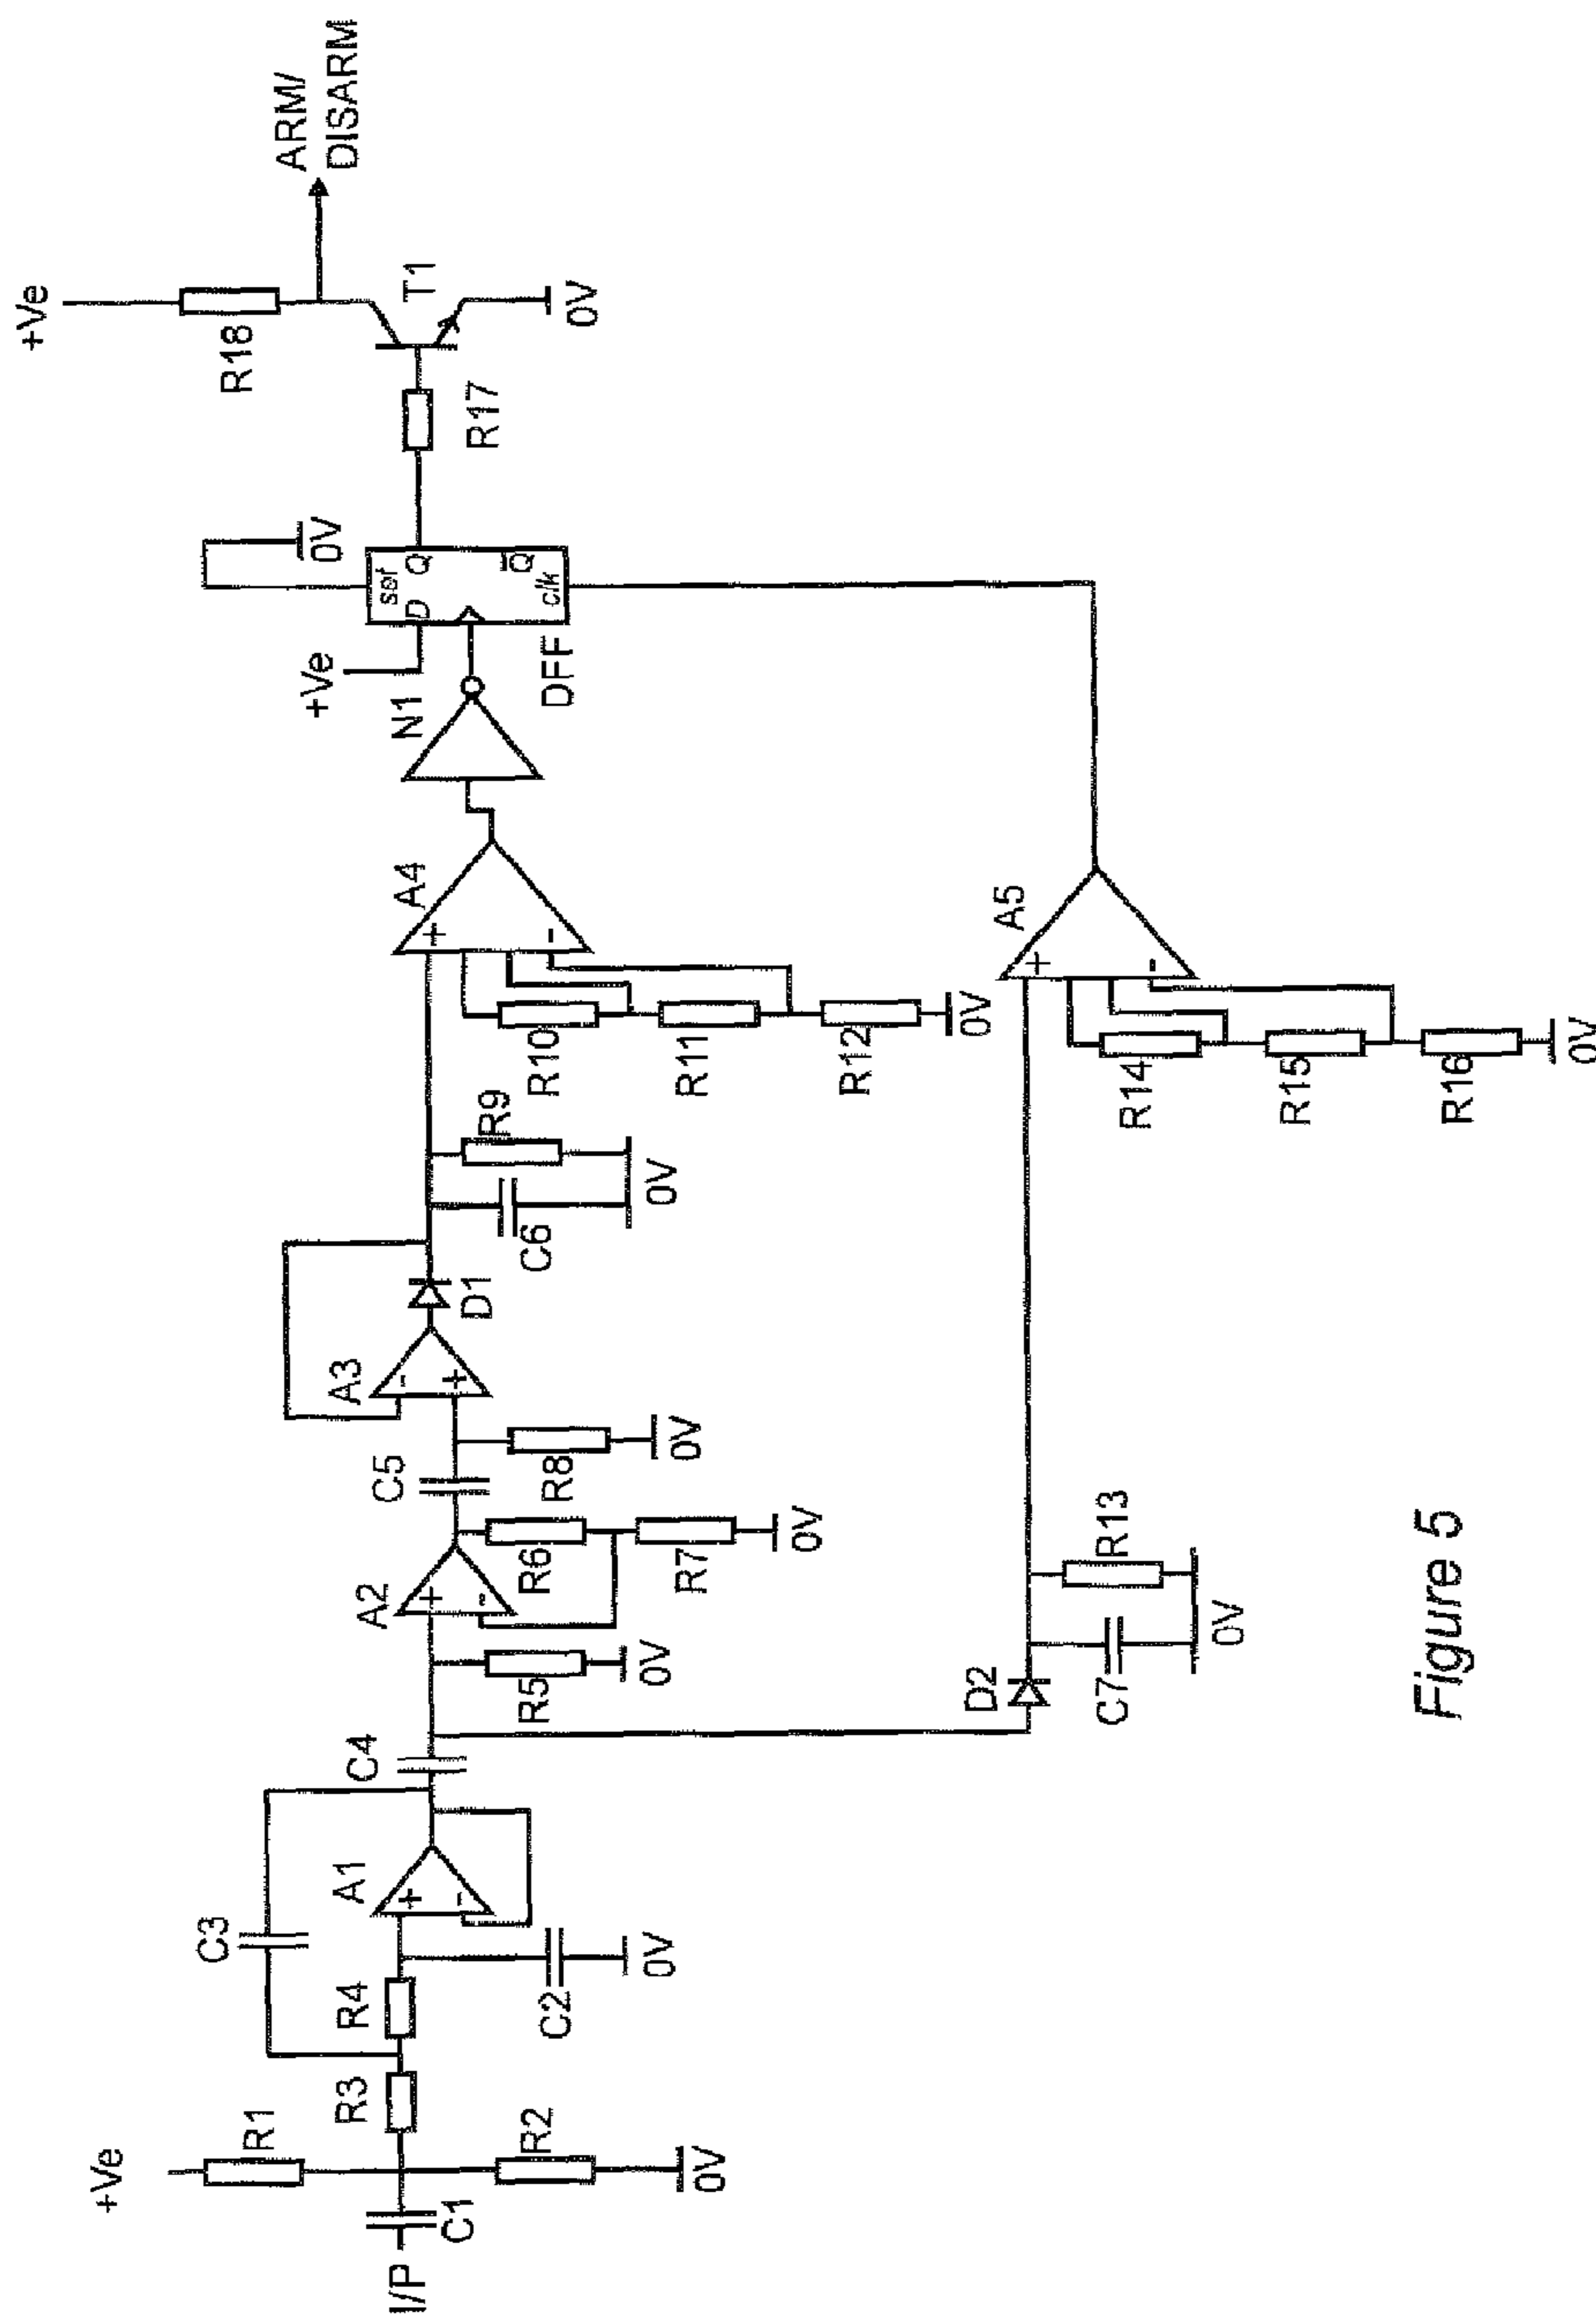 +Ve
R1
I/P
C1
R2
0V
R3
R4
C3
C2
0V
A1
+
-
C4
R5
0V
A2
+
-
R6
R7
0V
C5
R8
0V
A3
-
+
D1
C6
R9
0V
A4
+
-
R10
R11
R12
0V
N1
+Ve
DFF
D
set
Q
Q
clk
0V
R17
T1
0V
R18
+Ve
ARM/
DISARM
D2
C7
R13
0V
A5
+
-
R14
R15
R16
0V
Figure 5